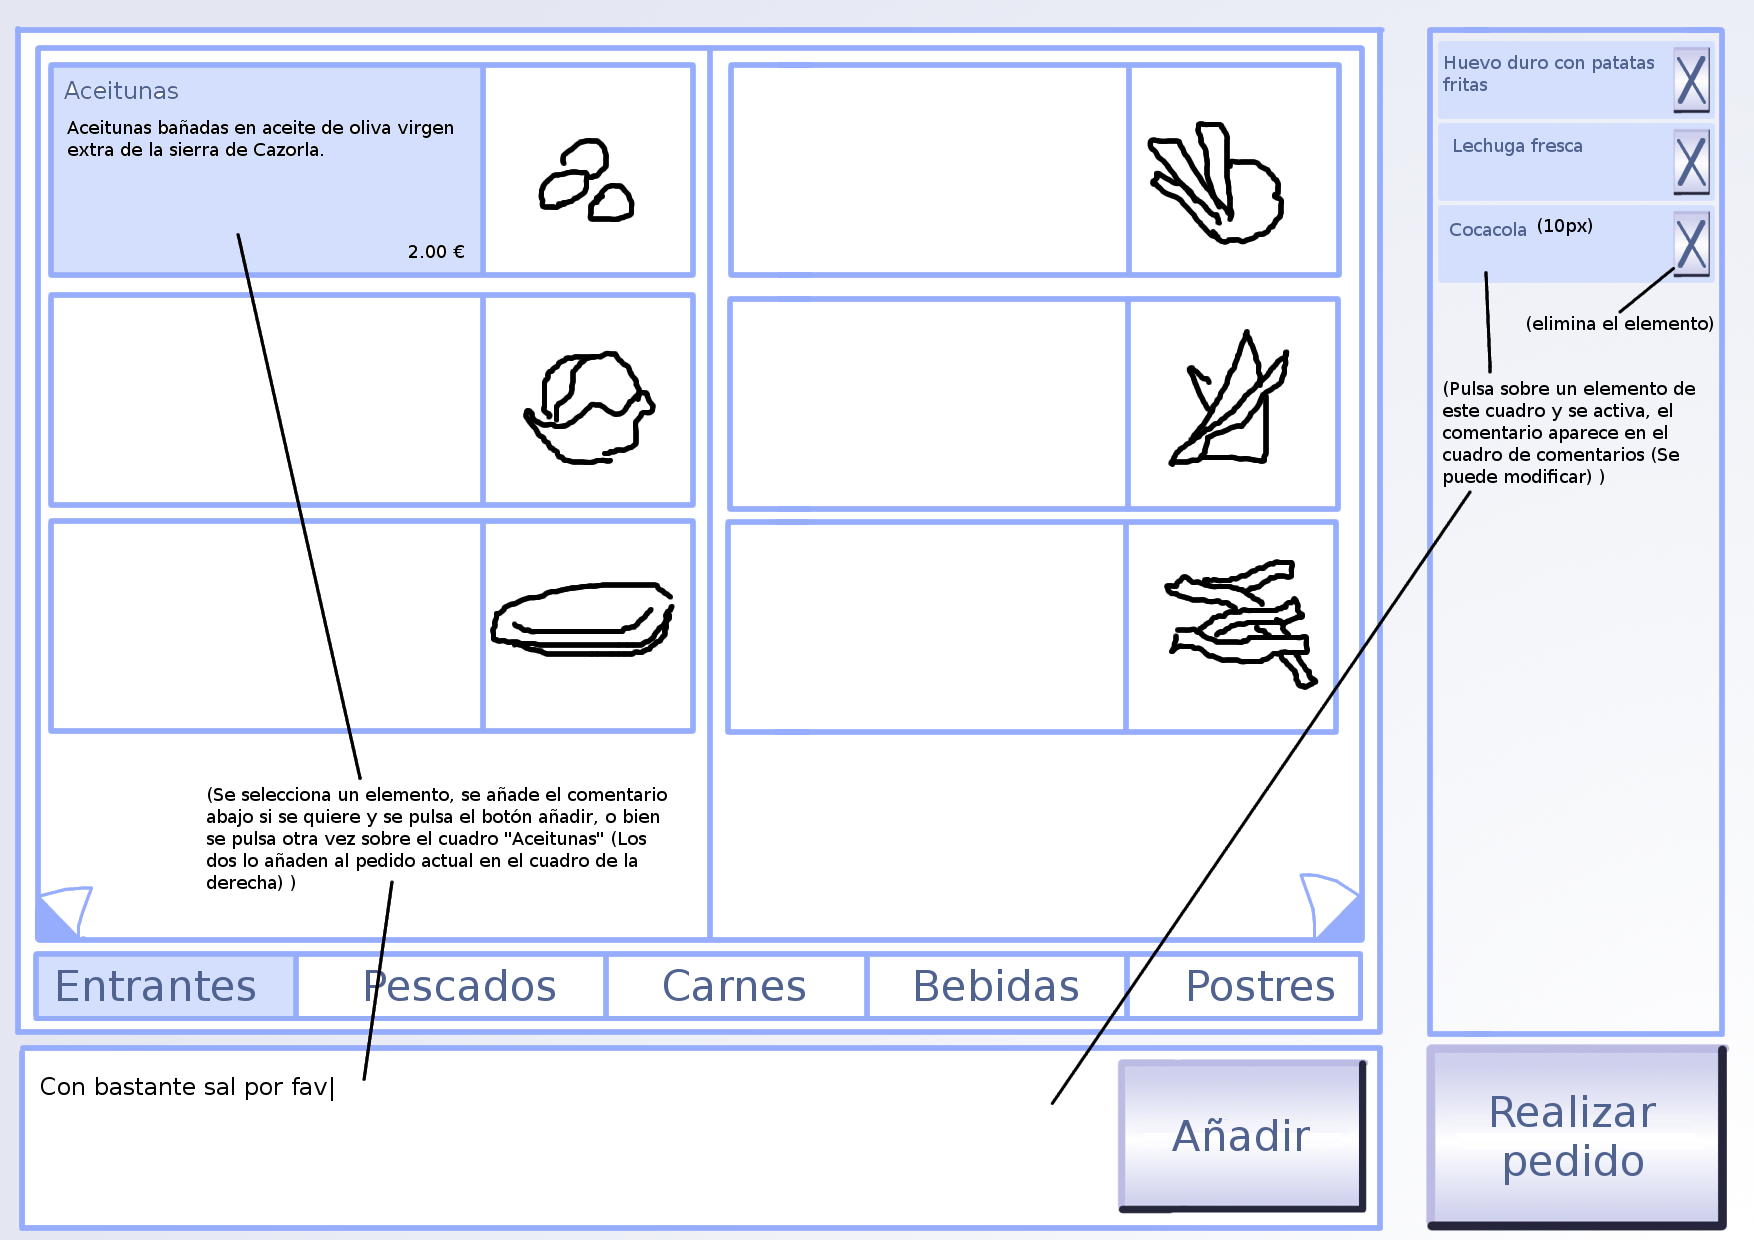 Aceitunas
Aceitunas bañadas en aceite de oliva virgen
extra de la sierra de Cazorla.
2.00 €
(Se selecciona un elemento, se añade el comentario
abajo si se quiere y se pulsa el botón añadir, o bien
se pulsa otra vez sobre el cuadro "Aceitunas" (Los
dos lo añaden al pedido actual en el cuadro de la
derecha) )
Entrantes
Pescados
Carnes
Bebidas
Postres
Con bastante sal por fav|
Añadir
Huevo duro con patatas
fritas
X
Lechuga fresca
X
Cocacola (10px)
X
(elimina el elemento)
(Pulsa sobre un elemento de
este cuadro y se activa, el
comentario aparece en el
cuadro de comentarios (Se
puede modificar) )
Realizar
pedido